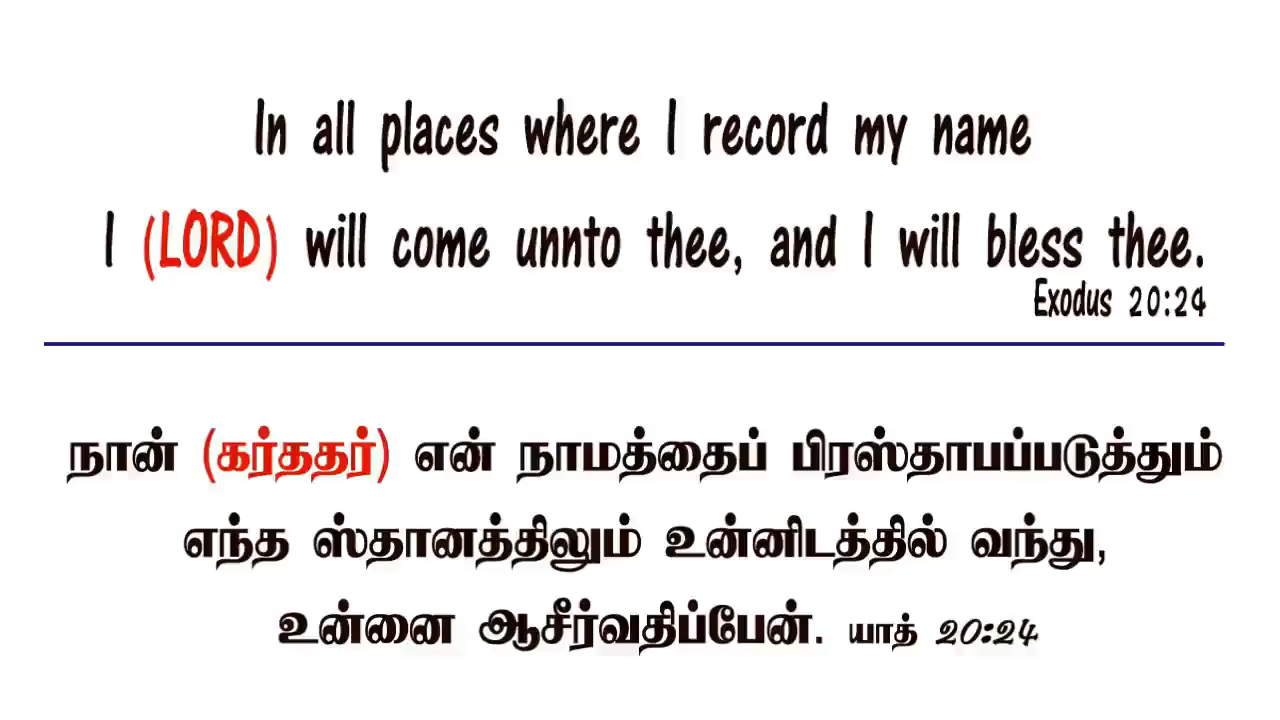 In all places where I record my name
I (LORD) will come unnto thee, and I will bless thee.
Exodus 20:24
நான் (கர்ததர்) என் நாமத்தைப் பிரஸ்தாபப்படுத்தும்
எந்த ஸ்தானத்திலும் உன்னிடத்தில் வந்து,
உன்னை ஆசீர்வதிப்பேன். யாத் 20:24